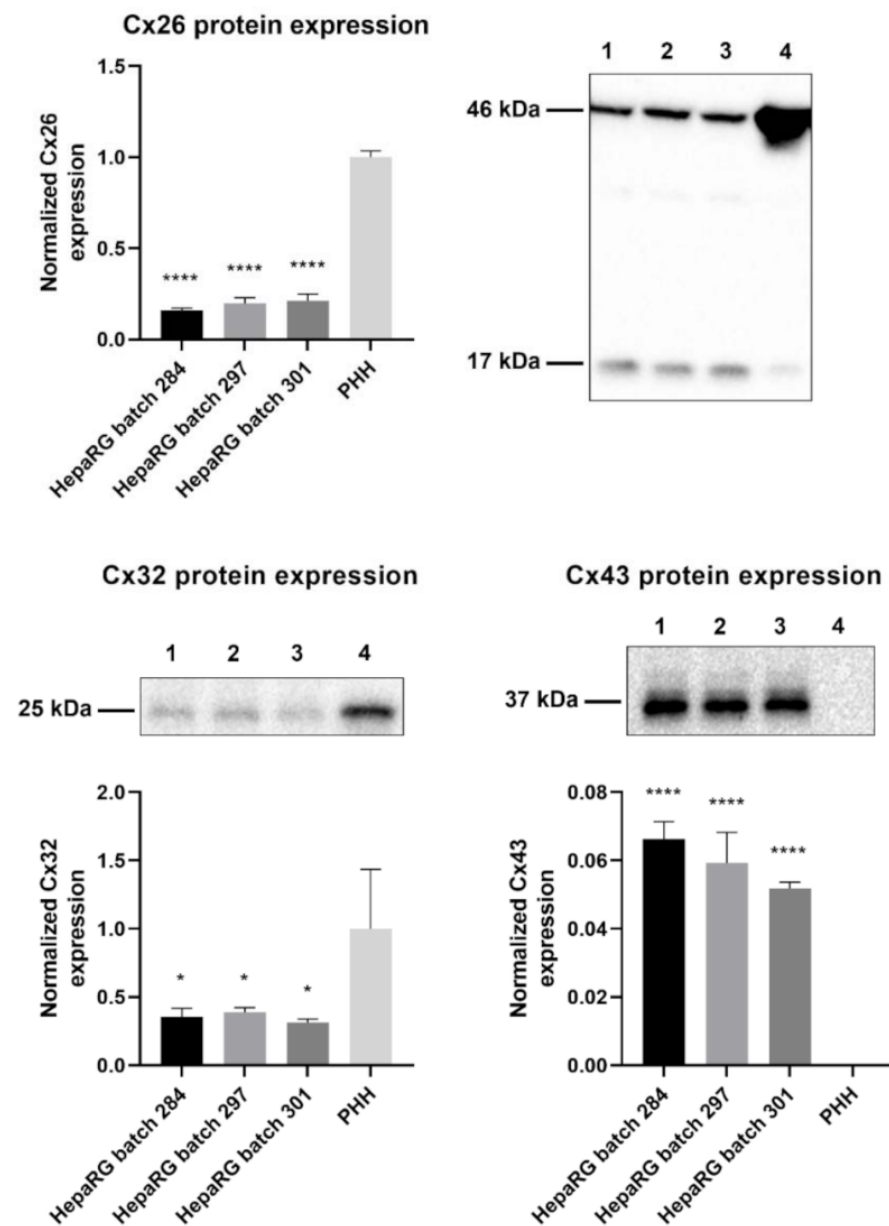 Cx26 protein expression
Normalized Cx26
expression
1.5
1.0
0.5
0.0
**** **** ****
HepaRG batch 284
HepaRG batch 297
HepaRG batch 301
PHH
1 2 3 4
46 kDa
17 kDa
Cx32 protein expression
1 2 3 4
25 kDa
Normalized Cx32
expression
2.0
1.5
1.0
0.5
0.0
* * *
HepaRG batch 284
HepaRG batch 297
HepaRG batch 301
PHH
Cx43 protein expression
1 2 3 4
37 kDa
Normalized Cx43
expression
0.08
0.06
0.04
0.02
0.00
**** **** ****
HepaRG batch 284
HepaRG batch 297
HepaRG batch 301
PHH